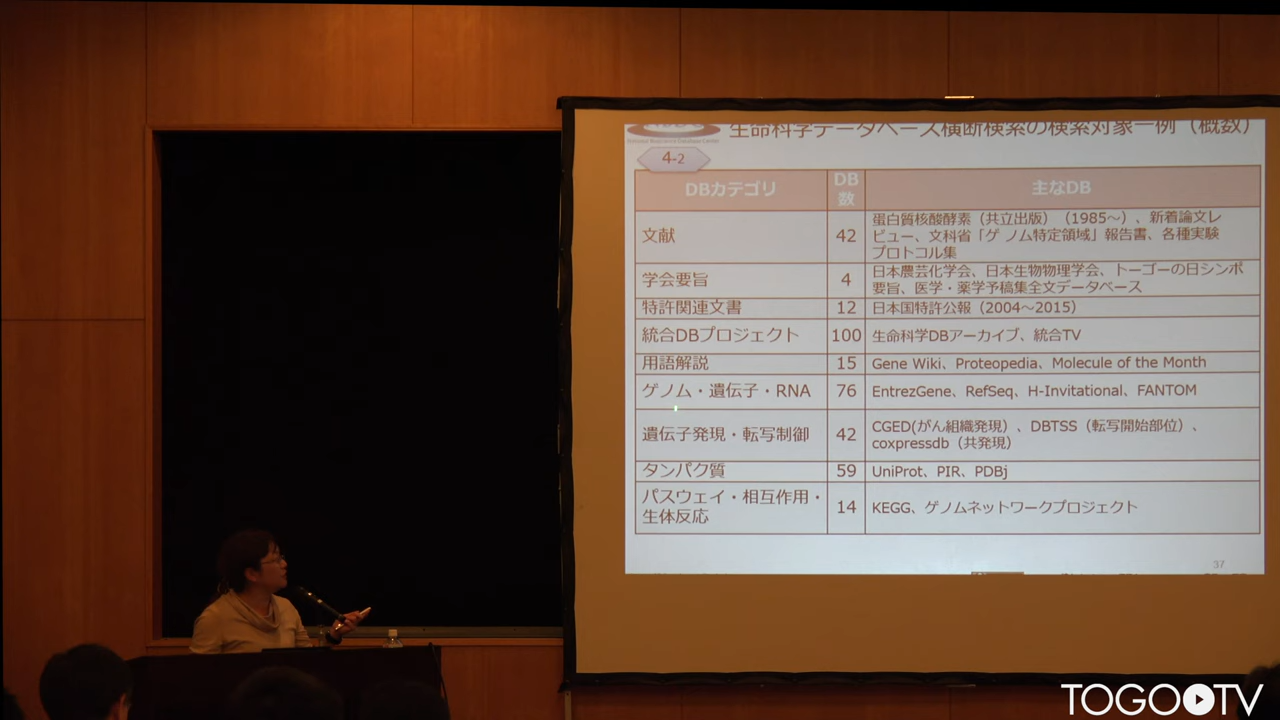 生命科学データベース横断検索の検索対象一例（概数）
4-2
DBカテゴリ DB数 主なDB
文献 42 蛋白質核酸酵素（共立出版）（1985～）、新着論文レ
ビュー、文科省「ゲ ノム特定領域」報告書、各種実験
プロトコル集
学会要旨 4 日本農芸化学会、日本生物物理学会、トーゴーの日シンポ
要旨、医学・薬学予稿集全文データベース
特許関連文書 12 日本国特許公報（2004～2015）
統合DBプロジェクト 100 生命科学DBアーカイブ、統合TV
用語解説 15 Gene Wiki、Proteopedia、Molecule of the Month
ゲノム・遺伝子・RNA 76 EntrezGene、RefSeq、H-Invitational、FANTOM
遺伝子発現・転写制御 42 CGED(がん組織発現）、DBTSS（転写開始部位）、
coxpressdb（共発現）
タンパク質 59 UniProt、PIR、PDBj
パスウェイ・相互作用・
生体反応 14 KEGG、ゲノムネットワークプロジェクト
37
TOGOTV